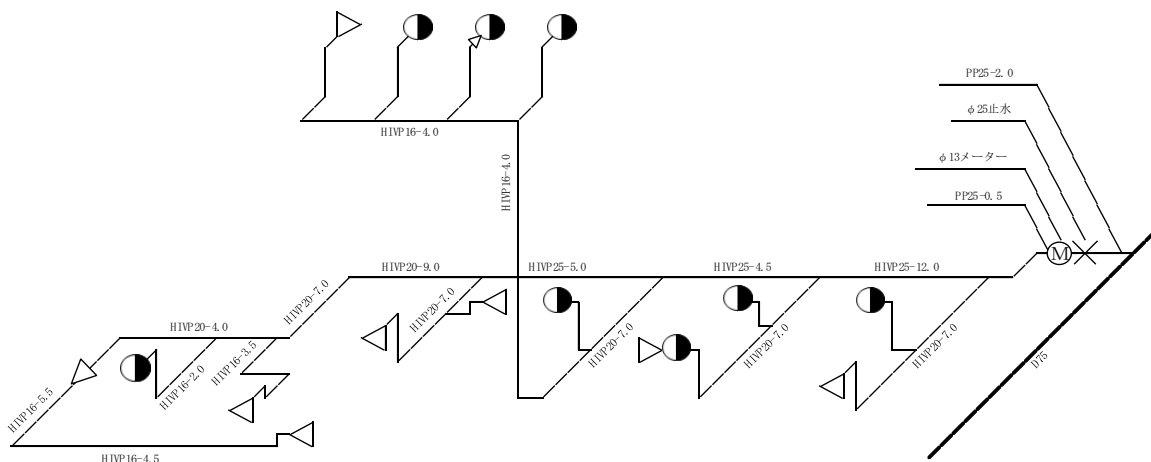 PP25-2.0
φ25止水
HIVP16-4.0
φ13メーター
HIVP16-4.0
PP25-0.5
HIVP20-9.0
HIVP25-5.0
HIVP25-4.5
HIVP25-12.0
HIVP20-7.0
HIVP20-7.0
HIVP20-7.0
HIVP20-7.0
HIVP20-7.0
M
HIVP20-4.0
HIVP16-3.5
HIVP16-2.0
HIVP16-5.5
D75
HIVP16-4.5